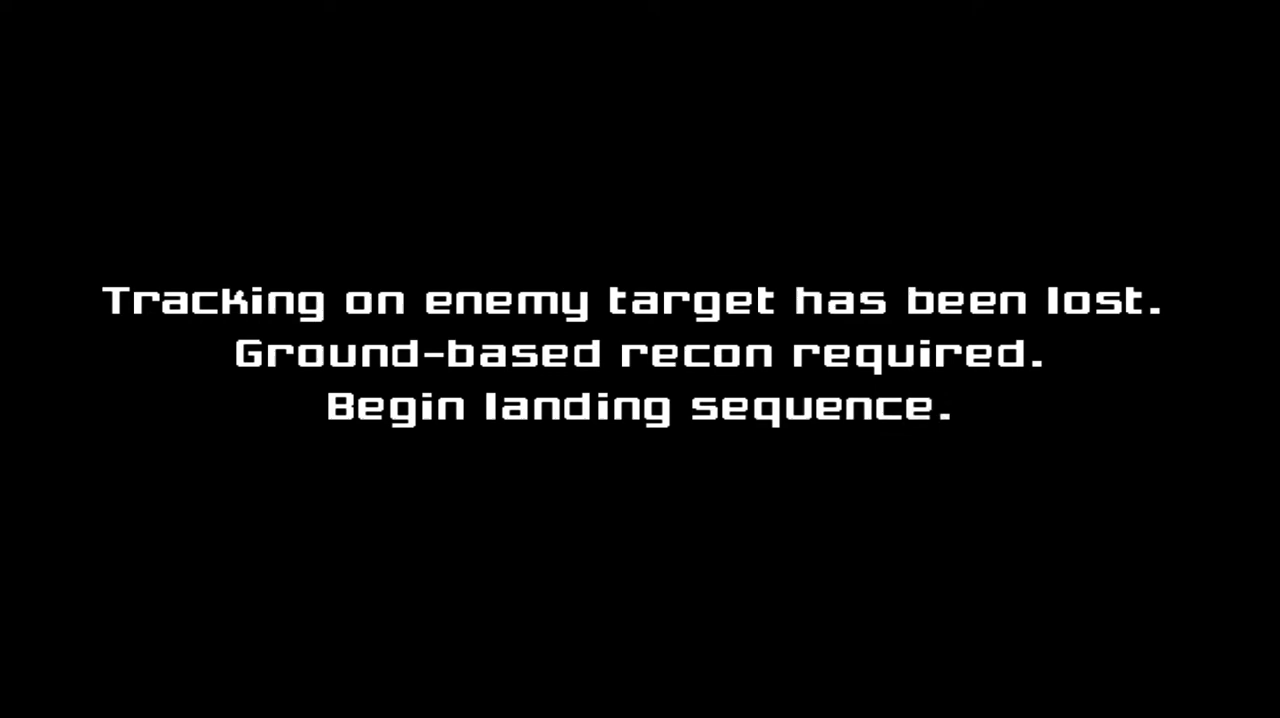 Tracking on enemy target has been lost.
Ground-based recon required.
Begin landing sequence.